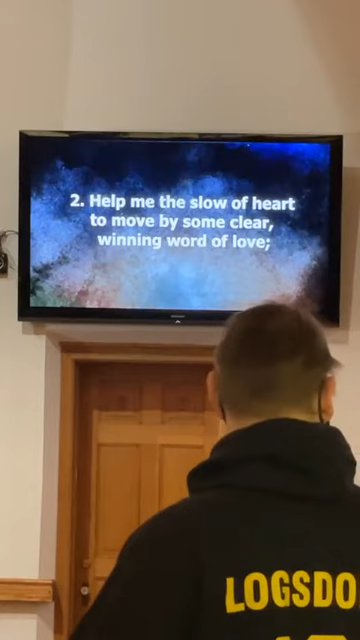 2. Help me the slow of heart
to move by some clear,
winning word of love;
LOGSDO